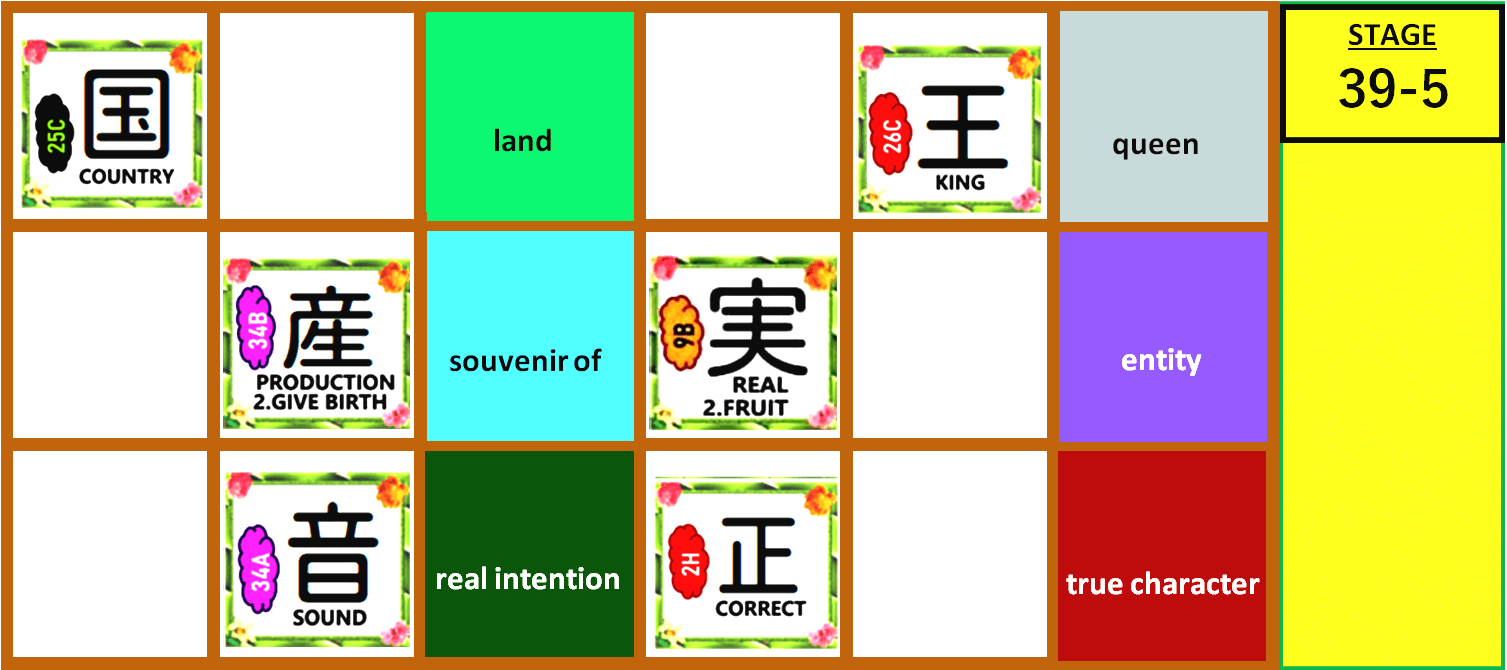 25C
国
COUNTRY
land
26C
王
KING
queen
STAGE
39-5
34B
産
PRODUCTION
2.GIVE BIRTH
souvenir of
9B
実
REAL
2.FRUIT
entity
34A
音
SOUND
real intention
2H
正
CORRECT
true character